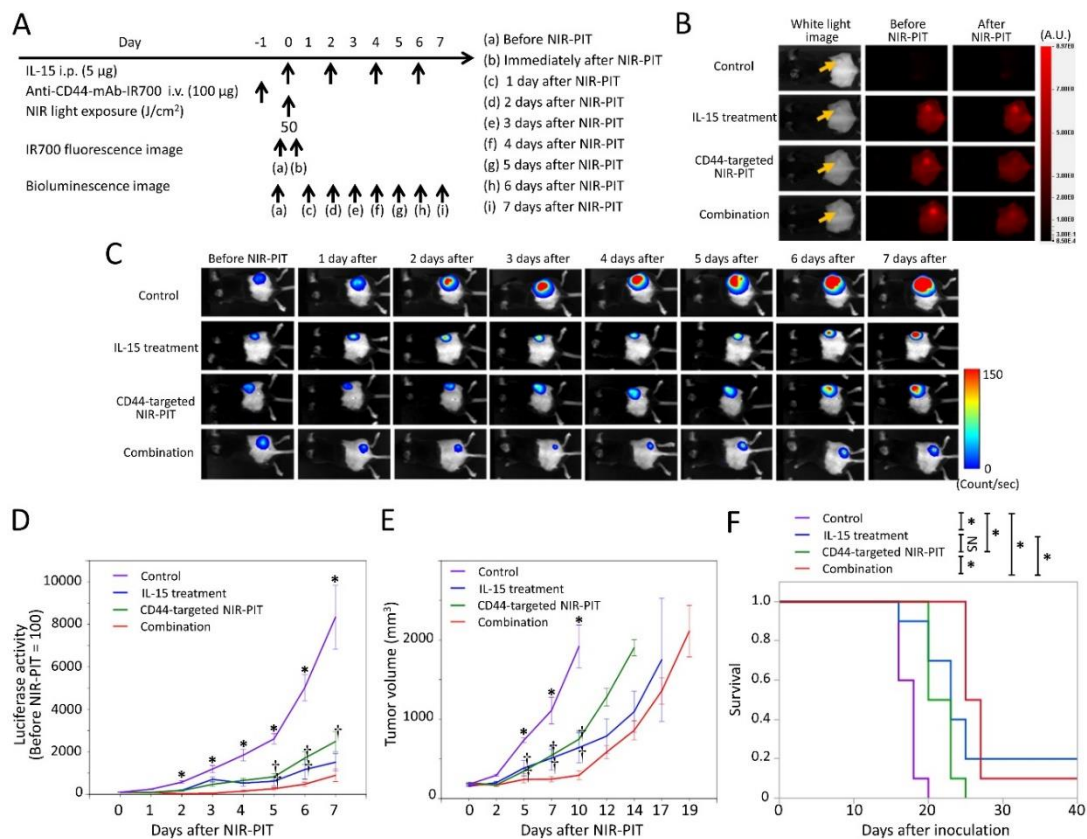 A
Day
-1 0 1 2 3 4 5 6 7
IL-15 i.p. (5 μg)
Anti-CD44-mAb-IR700 i.v. (100 μg)
NIR light exposure (J/cm²)
50
IR700 fluorescence image
(a) (b)
Bioluminescence image
(a) (c) (d) (e) (f) (g) (h) (i)
(a) Before NIR-PIT
(b) Immediately after NIR-PIT
(c) 1 day after NIR-PIT
(d) 2 days after NIR-PIT
(e) 3 days after NIR-PIT
(f) 4 days after NIR-PIT
(g) 5 days after NIR-PIT
(h) 6 days after NIR-PIT
(i) 7 days after NIR-PIT
B
White light image
Before NIR-PIT
After NIR-PIT
(A.U.)
Control
IL-15 treatment
CD44-targeted NIR-PIT
Combination
C
Before NIR-PIT
1 day after
2 days after
3 days after
4 days after
5 days after
6 days after
7 days after
Control
IL-15 treatment
CD44-targeted NIR-PIT
Combination
150
0
(Count/sec)
D
Control
IL-15 treatment
CD44-targeted NIR-PIT
Combination
Luciferase activity
(Before NIR-PIT = 100)
10000
8000
6000
4000
2000
0
* * * * * *
† † † †
0 1 2 3 4 5 6 7
Days after NIR-PIT
E
Control
IL-15 treatment
CD44-targeted NIR-PIT
Combination
Tumor volume (mm³)
2000
1000
0
* * *
† † † † † †
0 2 5 7 10 12 14 17 19
Days after NIR-PIT
F
Control
IL-15 treatment
CD44-targeted NIR-PIT
Combination
* NS * * * *
Survival
1.0
0.8
0.6
0.4
0.2
0.0
0 10 20 30 40
Days after inoculation